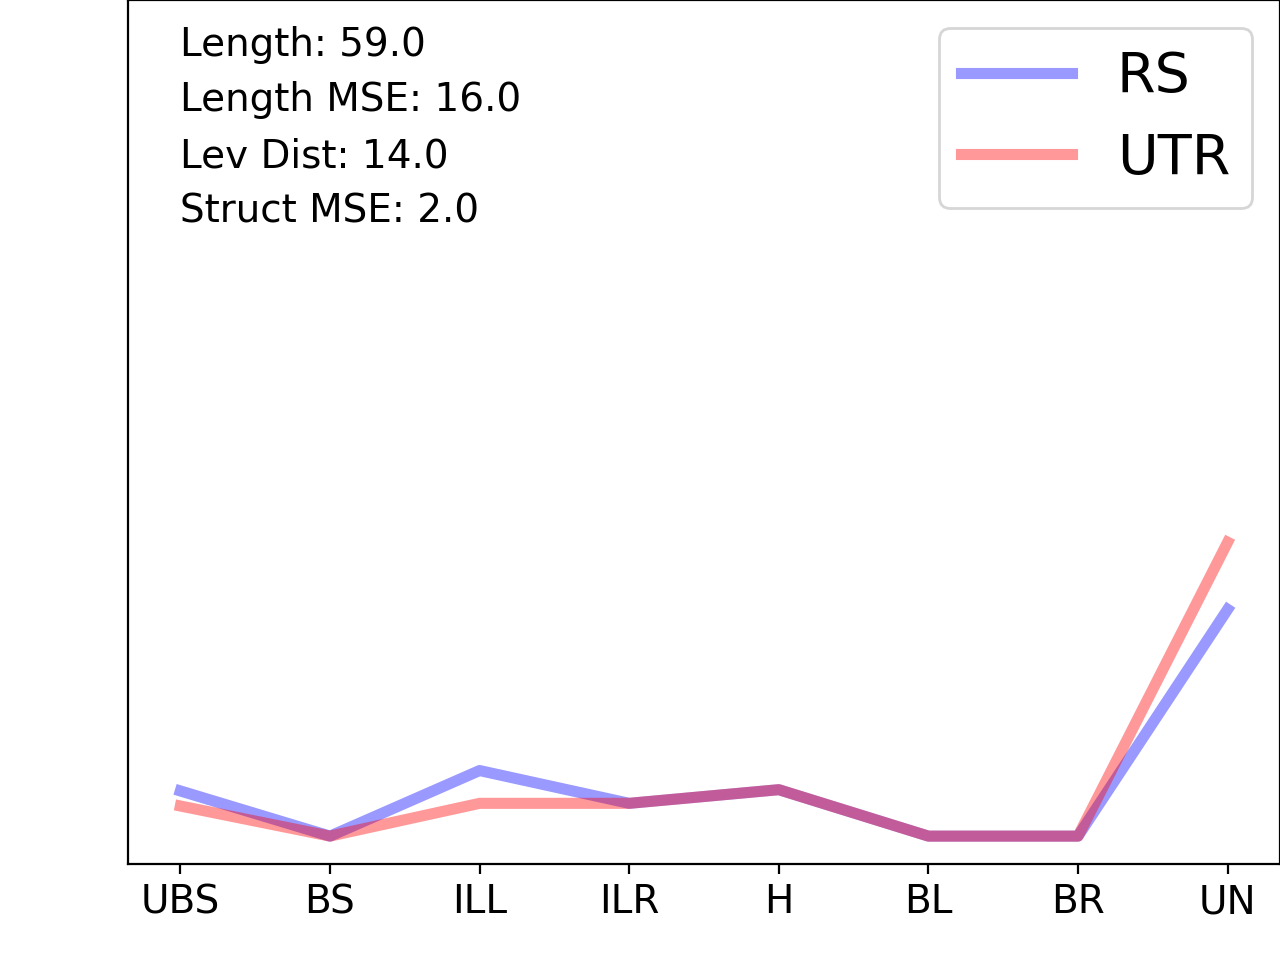 Length: 59.0
Length MSE: 16.0
Lev Dist: 14.0
Struct MSE: 2.0
RS
UTR
UBS BS ILL ILR H BL BR UN